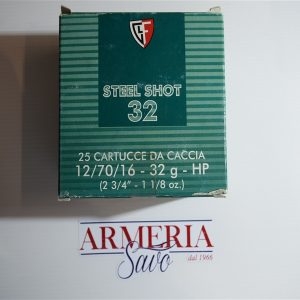 STEEL SHOT
32
25 CARTUCCE DA CACCIA
12/70/16 - 32 g - HP
(2 3/4" - 1 1/8 oz.)
ARMERIA
Savo
dal 1966